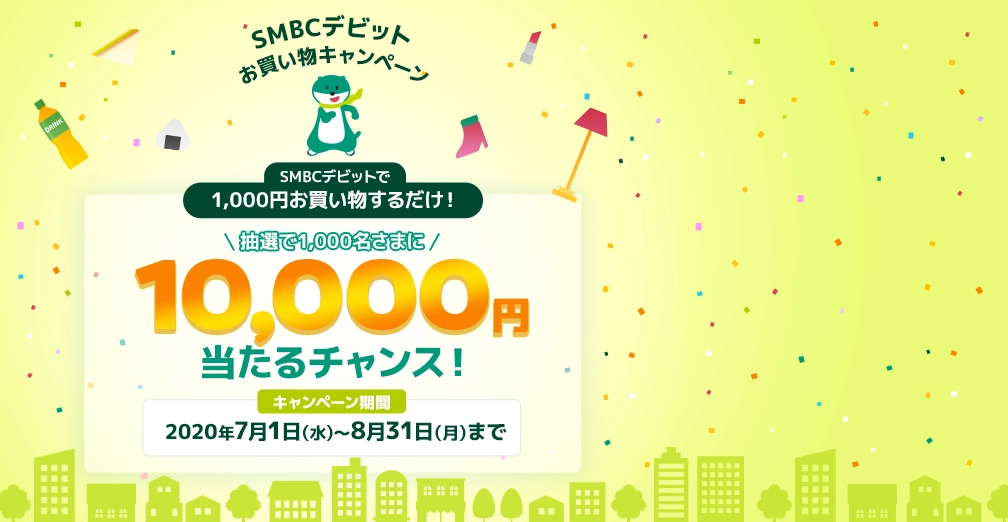 SMBCデビット
お買い物キャンペーン
DRINK
SMBCデビットで
1,000円お買い物するだけ！
\ 抽選で1,000名さまに /
10,000円
当たるチャンス！
キャンペーン期間
2020年7月1日(水)～8月31日(月)まで